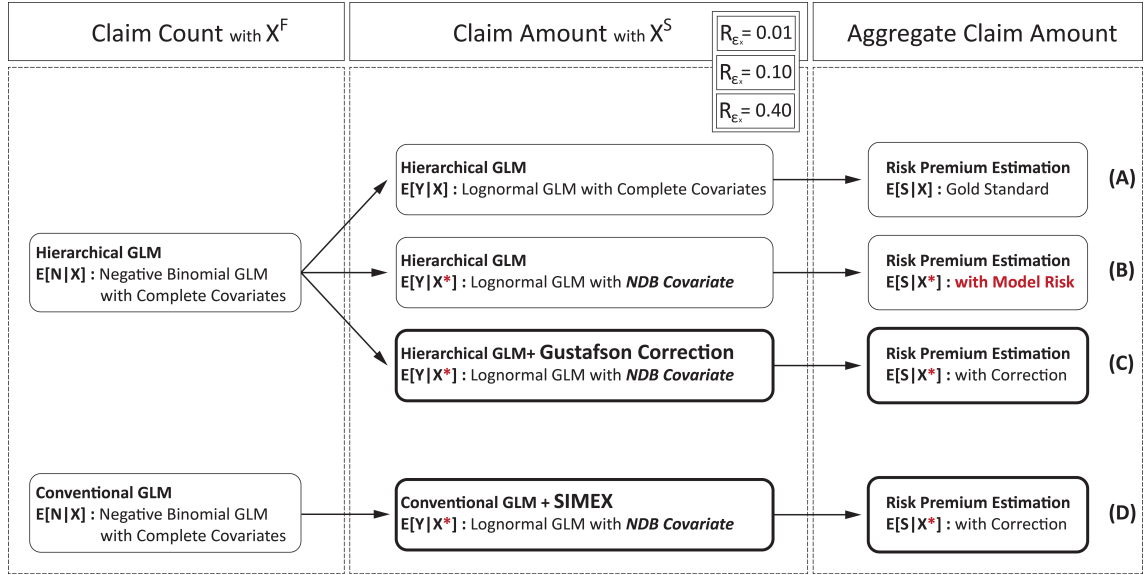 Claim Count with X^F
Claim Amount with X^S
Aggregate Claim Amount
R_εx = 0.01
R_εx = 0.10
R_εx = 0.40
Hierarchical GLM
E[N|X] : Negative Binomial GLM
with Complete Covariates
Hierarchical GLM
E[Y|X] : Lognormal GLM with Complete Covariates
Risk Premium Estimation
E[S|X] : Gold Standard
(A)
Hierarchical GLM
E[Y|X*] : Lognormal GLM with NDB Covariate
Risk Premium Estimation
E[S|X*] : with Model Risk
(B)
Hierarchical GLM+ Gustafson Correction
E[Y|X*] : Lognormal GLM with NDB Covariate
Risk Premium Estimation
E[S|X*] : with Correction
(C)
Conventional GLM
E[N|X] : Negative Binomial GLM
with Complete Covariates
Conventional GLM + SIMEX
E[Y|X*] : Lognormal GLM with NDB Covariate
Risk Premium Estimation
E[S|X*] : with Correction
(D)